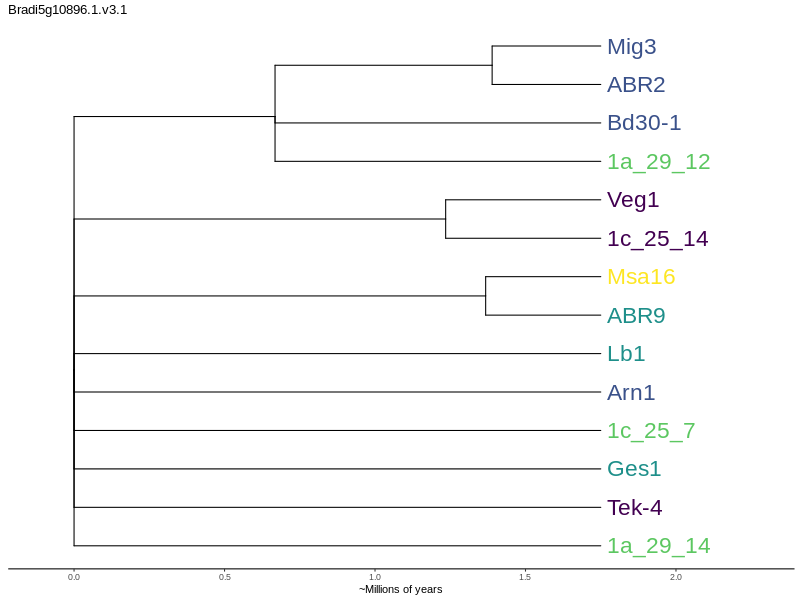 Bradi5g10896.1.v3.1
Mig3
ABR2
Bd30-1
1a_29_12
Veg1
1c_25_14
Msa16
ABR9
Lb1
Arn1
1c_25_7
Ges1
Tek-4
1a_29_14
0.0 0.5 1.0 1.5 2.0
~Millions of years